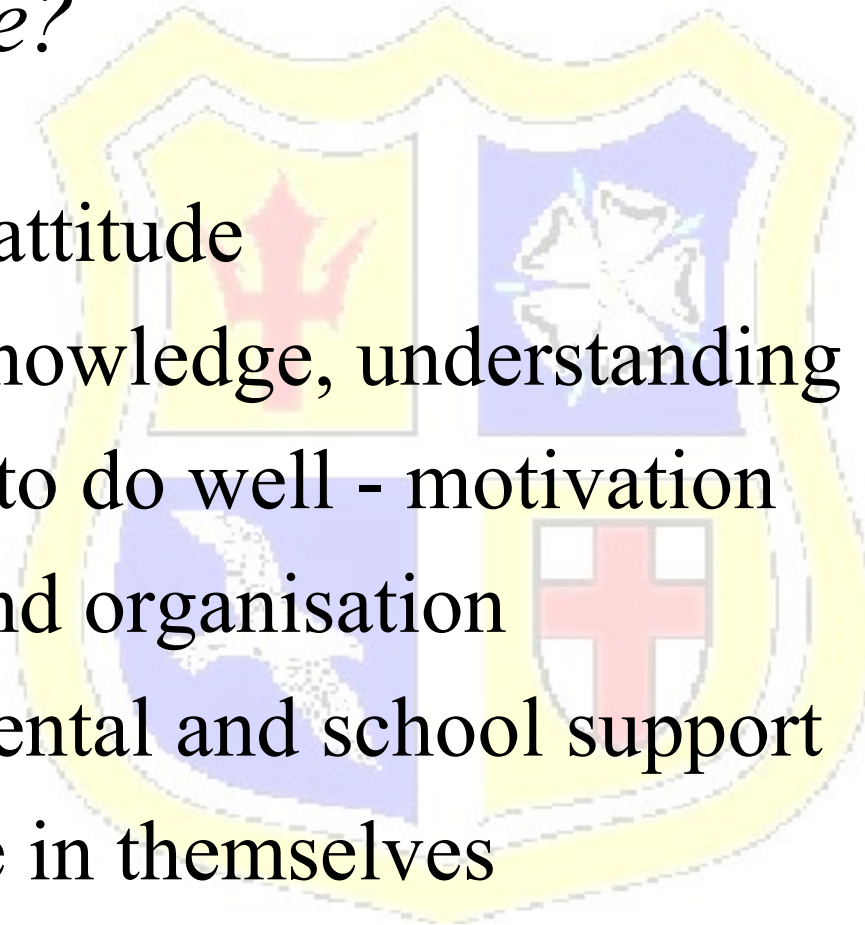 e?
attitude
nowledge, understanding
to do well - motivation
nd organisation
ental and school support
e in themselves